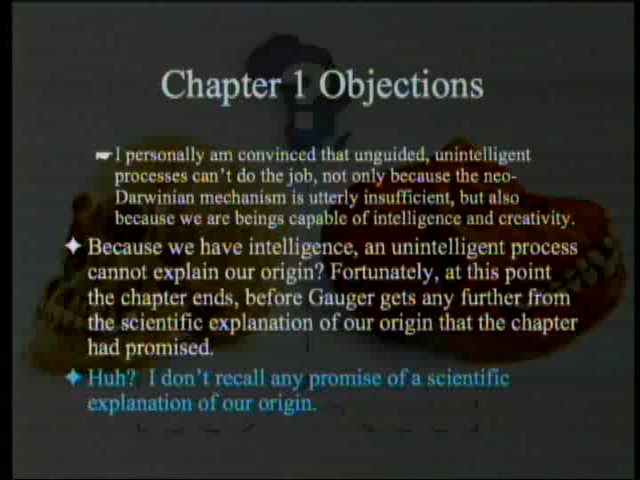 Chapter 1 Objections
I personally am convinced that unguided, unintelligent
processes can't do the job, not only because the neo-
Darwinian mechanism is utterly insufficient, but also
because we are beings capable of intelligence and creativity.
Because we have intelligence, an unintelligent process
cannot explain our origin? Fortunately, at this point
the chapter ends, before Gauger gets any further from
the scientific explanation of our origin that the chapter
had promised.
Huh? I don't recall any promise of a scientific
explanation of our origin.